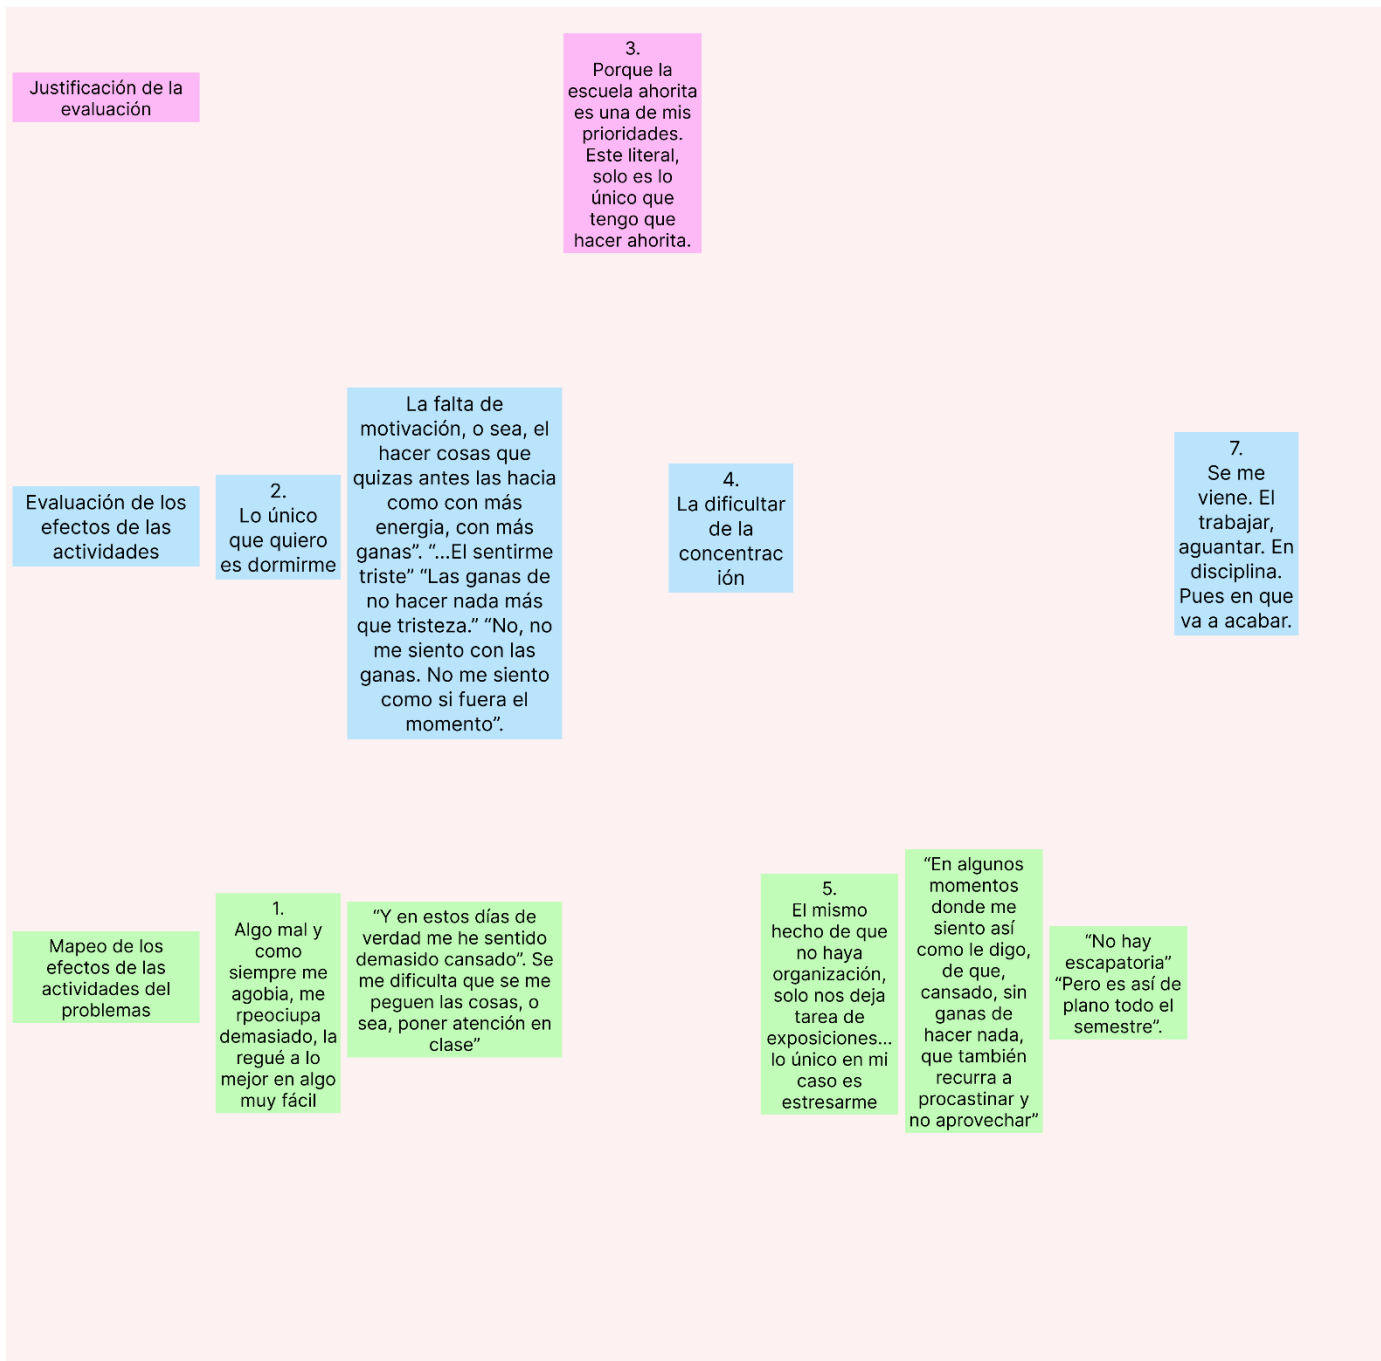 Justificación de la
evaluación
3.
Porque la
escuela ahorita
es una de mis
prioridades.
Este literal,
solo es lo
único que
tengo que
hacer ahorita.
Evaluación de los
efectos de las
actividades
2.
Lo único
que quiero
es dormirme
La falta de
motivación, o sea, el
hacer cosas que
quizas antes las hacia
como con más
energia, con más
ganas”. “...El sentirme
triste” “Las ganas de
no hacer nada más
que tristeza.” “No, no
me siento con las
ganas. No me siento
como si fuera el
momento”.
4.
La dificultar
de la
concentrac
ión
7.
Se me
viene. El
trabajar,
aguantar. En
disciplina.
Pues en que
va a acabar.
Mapeo de los
efectos de las
actividades del
problemas
1.
Algo mal y
como
siempre me
agobia, me
rpeociupa
demasiado, la
regué a lo
mejor en algo
muy fácil
“Y en estos días de
verdad me he sentido
demasido cansado”. Se
me dificulta que se me
peguen las cosas, o
sea, poner atención en
clase”
5.
El mismo
hecho de que
no haya
organización,
solo nos deja
tarea de
exposiciones...
lo único en mi
caso es
estresarme
“En algunos
momentos
donde me
siento así
como le digo,
de que,
cansado, sin
ganas de
hacer nada,
que también
recurra a
procastinar y
no aprovechar”
“No hay
escapatoria”
“Pero es así de
plano todo el
semestre”.